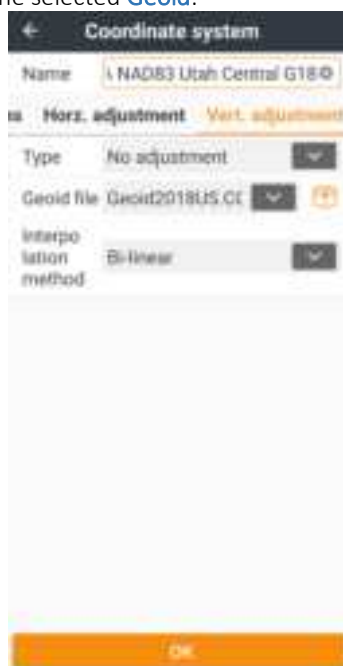 he selected Geoid.
Coordinate system
Name NAD83 Utah Central G18
Horz. adjustment Vert. adjustment
Type No adjustment
Geoid file Geoid2018US.CC
Interpo
lation
method
Bi-linear
OK